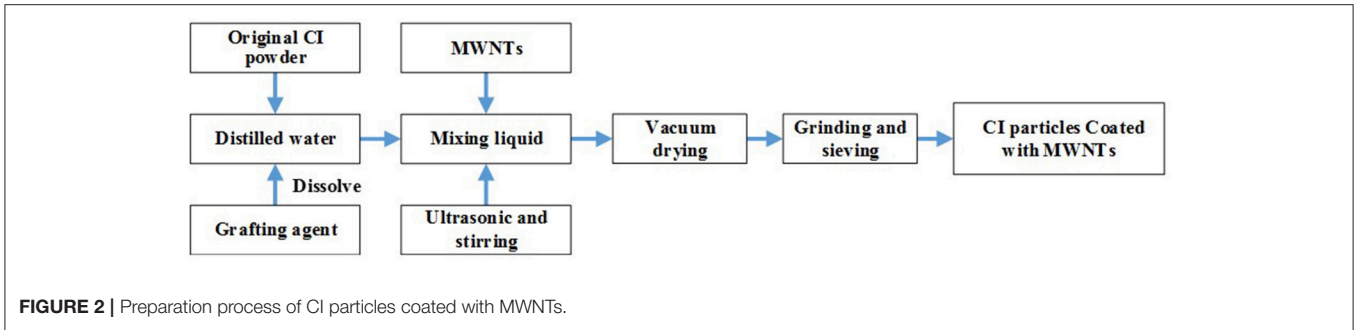 Original CI
powder
MWNTs
Distilled water
Mixing liquid
Vacuum
drying
Grinding and
sieving
CI particles Coated
with MWNTs
Dissolve
Grafting agent
Ultrasonic and
stirring
FIGURE 2 | Preparation process of CI particles coated with MWNTs.